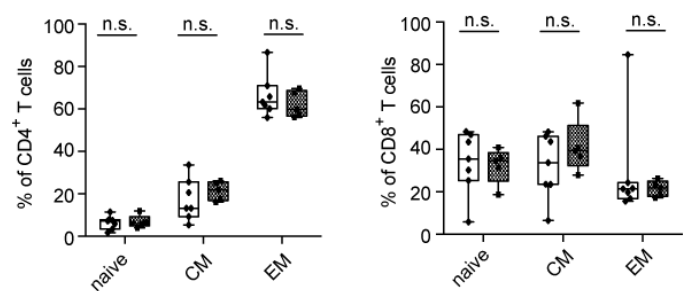 n.s. n.s. n.s.
100
80
60
40
20
0
% of CD4⁺ T cells
naive CM EM
n.s. n.s. n.s.
100
80
60
40
20
0
% of CD8⁺ T cells
naive CM EM